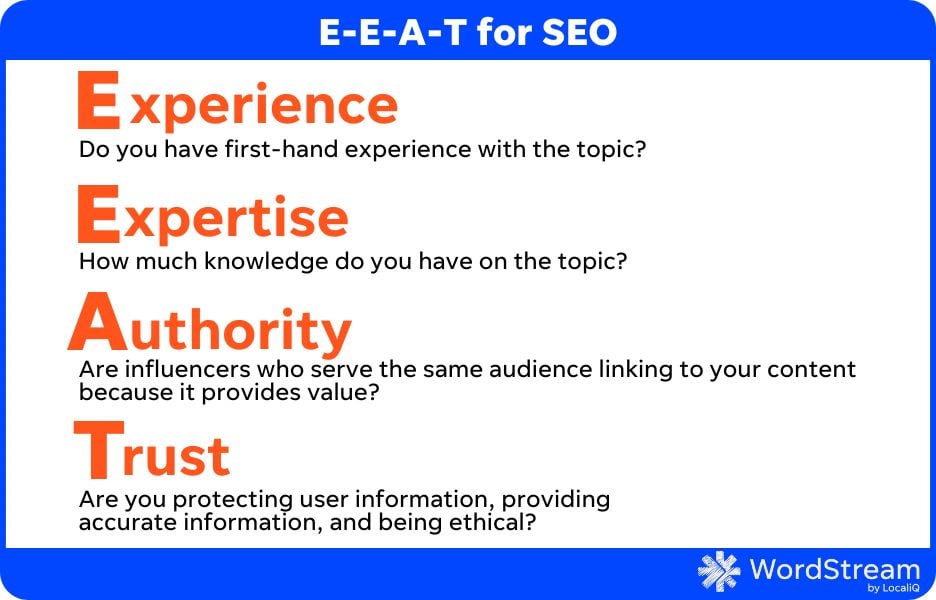 E-E-A-T for SEO
Experience
Do you have first-hand experience with the topic?
Expertise
How much knowledge do you have on the topic?
Authority
Are influencers who serve the same audience linking to your content
because it provides value?
Trust
Are you protecting user information, providing
accurate information, and being ethical?
WordStream
by LocaliQ